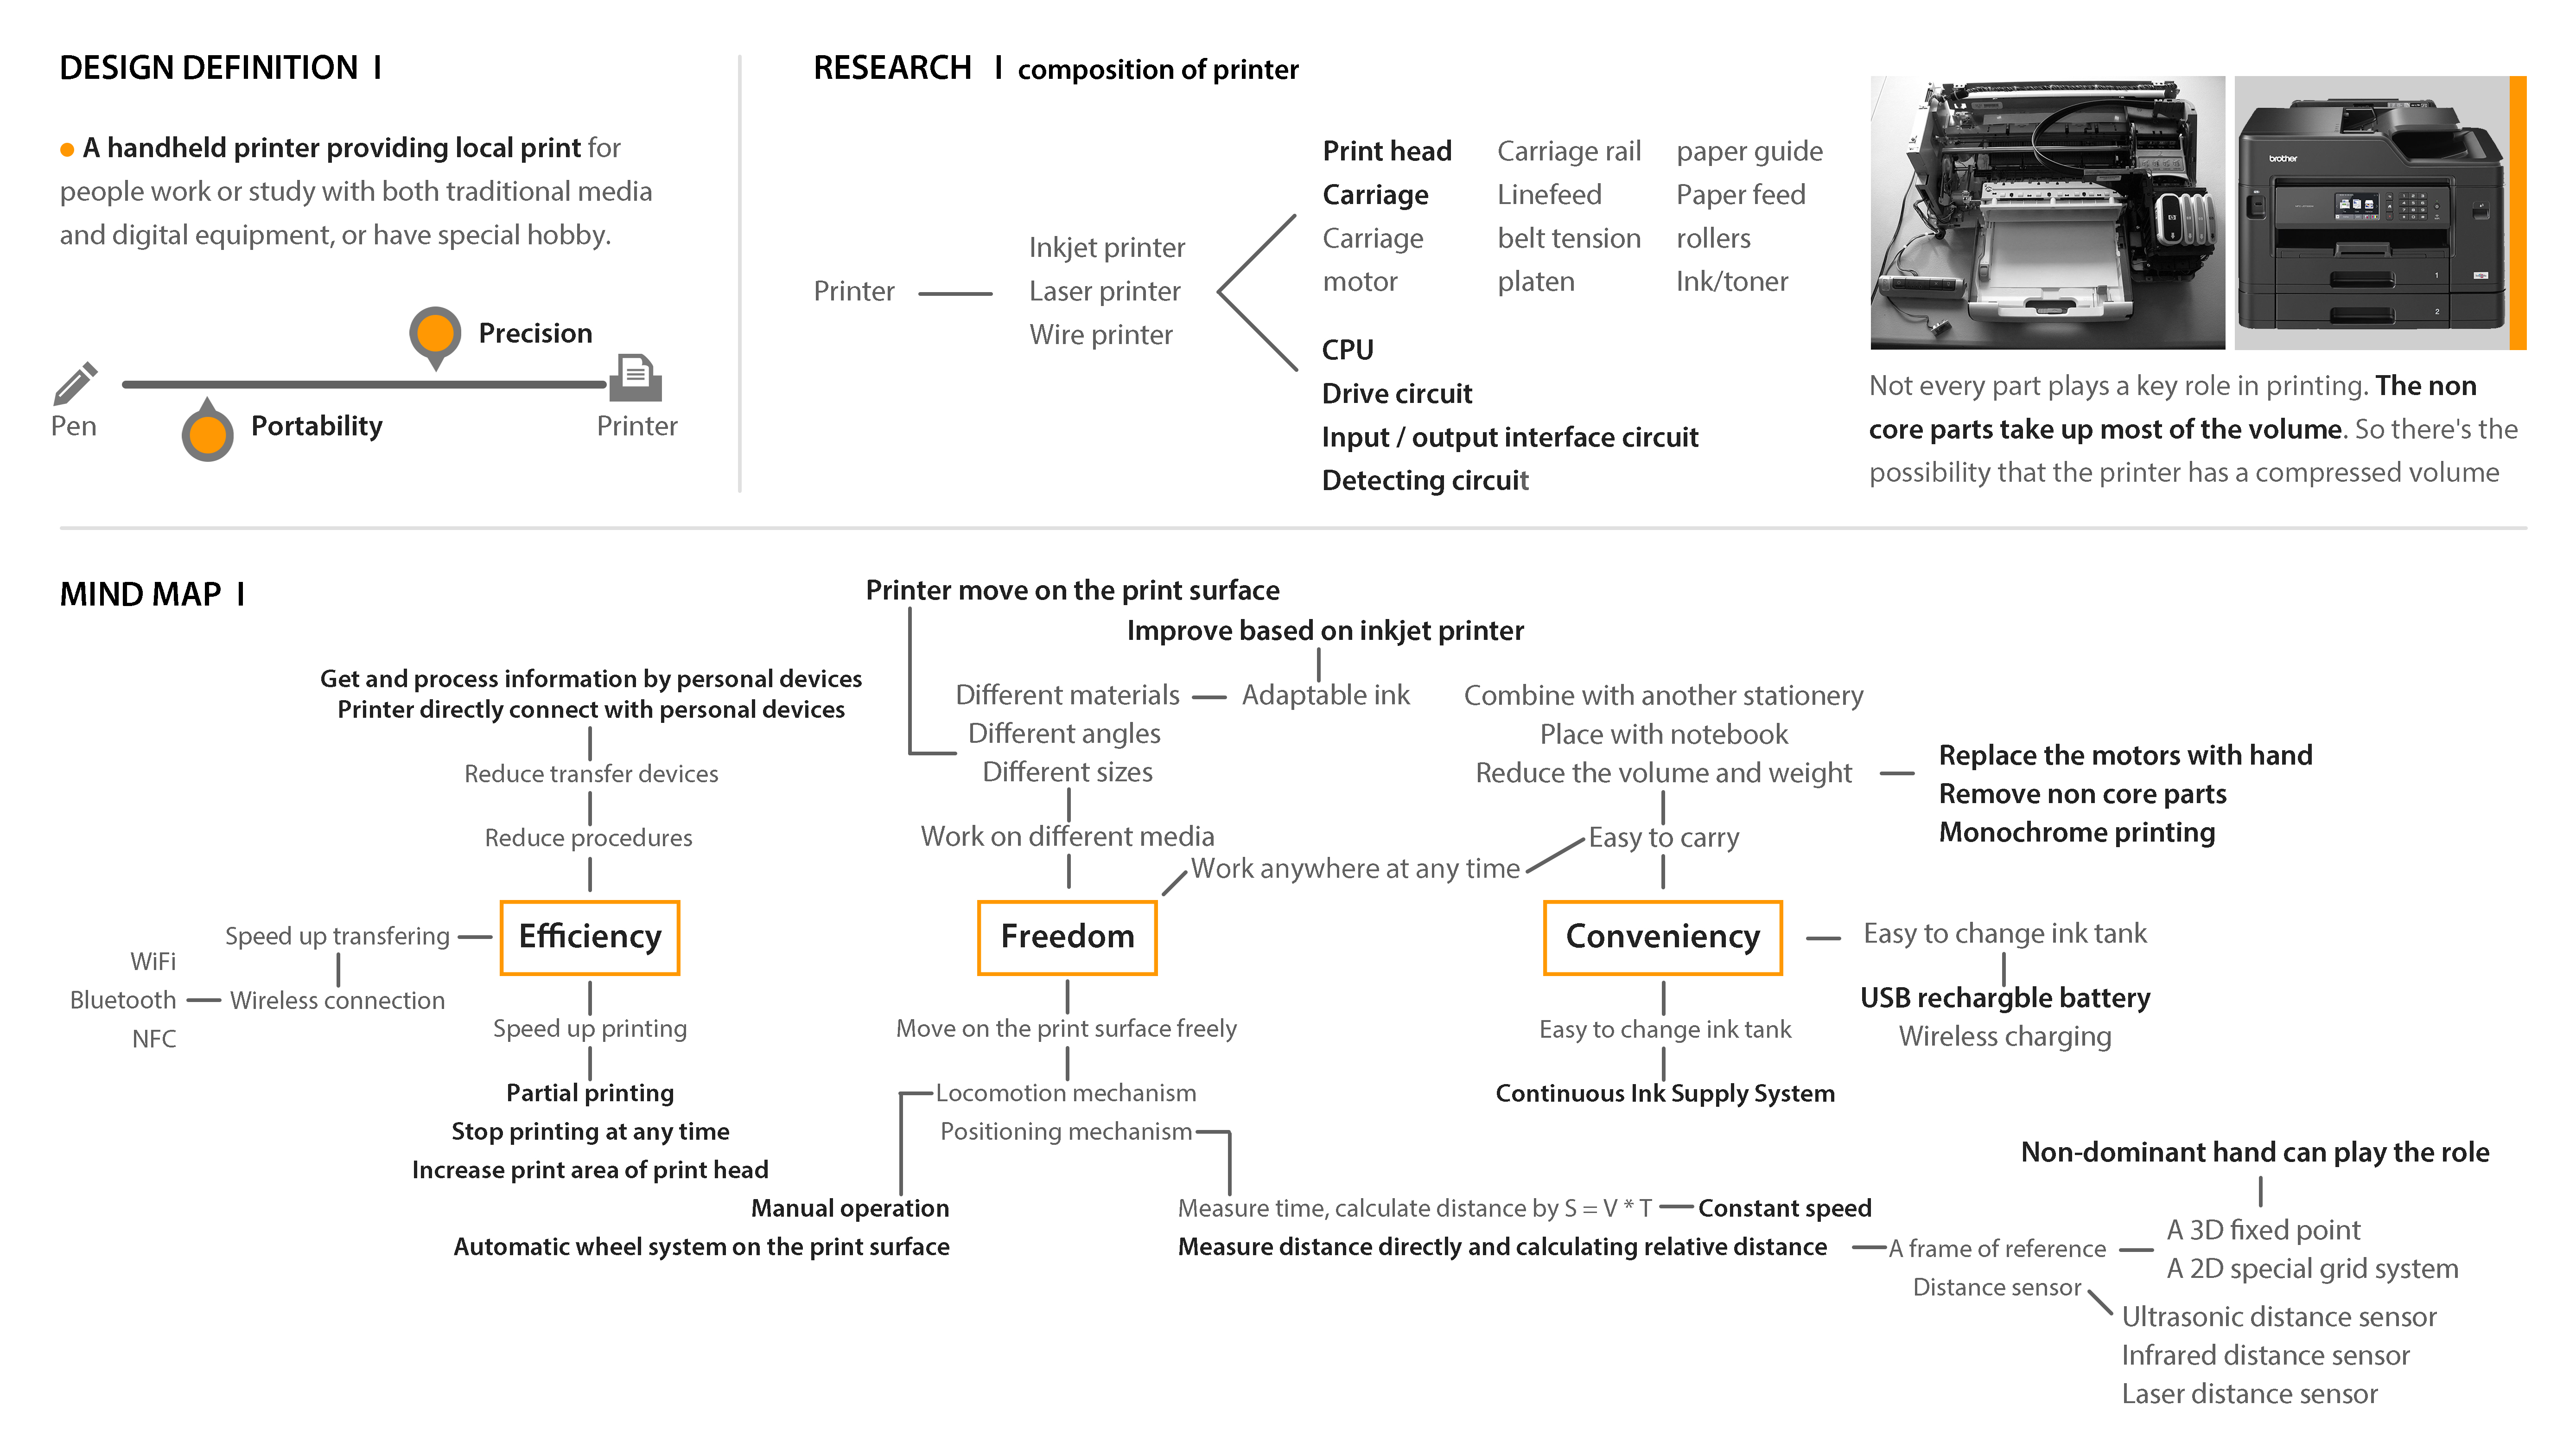 DESIGN DEFINITION I
A handheld printer providing local print for
people work or study with both traditional media
and digital equipment, or have special hobby.
Precision
Pen
Portability
Printer
RESEARCH I composition of printer
Printer
Inkjet printer
Laser printer
Wire printer
Print head
Carriage
Carriage
motor
Carriage rail
Linefeed
belt tension
platen
paper guide
Paper feed
rollers
Ink/toner
CPU
Drive circuit
Input / output interface circuit
Detecting circuit
brother
1
2
Not every part plays a key role in printing. The non
core parts take up most of the volume. So there's the
possibility that the printer has a compressed volume
MIND MAP I
Get and process information by personal devices
Printer directly connect with personal devices
Reduce transfer devices
Reduce procedures
Efficiency
Speed up transfering
Wireless connection
WiFi
Bluetooth
NFC
Speed up printing
Partial printing
Stop printing at any time
Increase print area of print head
Printer move on the print surface
Improve based on inkjet printer
Different materials
Adaptable ink
Different angles
Different sizes
Work on different media
Work anywhere at any time
Freedom
Move on the print surface freely
Locomotion mechanism
Positioning mechanism
Manual operation
Automatic wheel system on the print surface
Measure time, calculate distance by S = V * T
Constant speed
Measure distance directly and calculating relative distance
A frame of reference
Distance sensor
Non-dominant hand can play the role
A 3D fixed point
A 2D special grid system
Ultrasonic distance sensor
Infrared distance sensor
Laser distance sensor
Combine with another stationery
Place with notebook
Reduce the volume and weight
Replace the motors with hand
Remove non core parts
Monochrome printing
Easy to carry
Conveniency
Easy to change ink tank
USB rechargble battery
Wireless charging
Easy to change ink tank
Continuous Ink Supply System